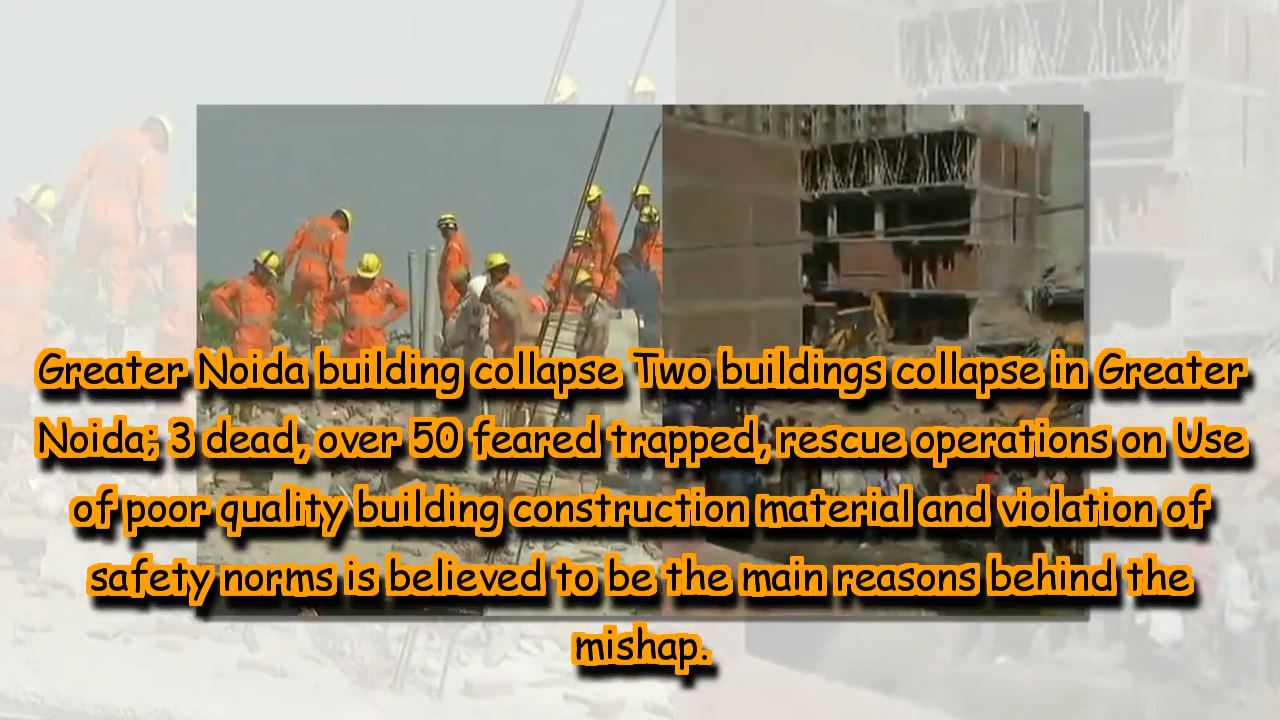 Greater Noida building collapse Two buildings collapse in Greater
Noida; 3 dead, over 50 feared trapped, rescue operations on Use
of poor quality building construction material and violation of
safety norms is believed to be the main reasons behind the
mishap.